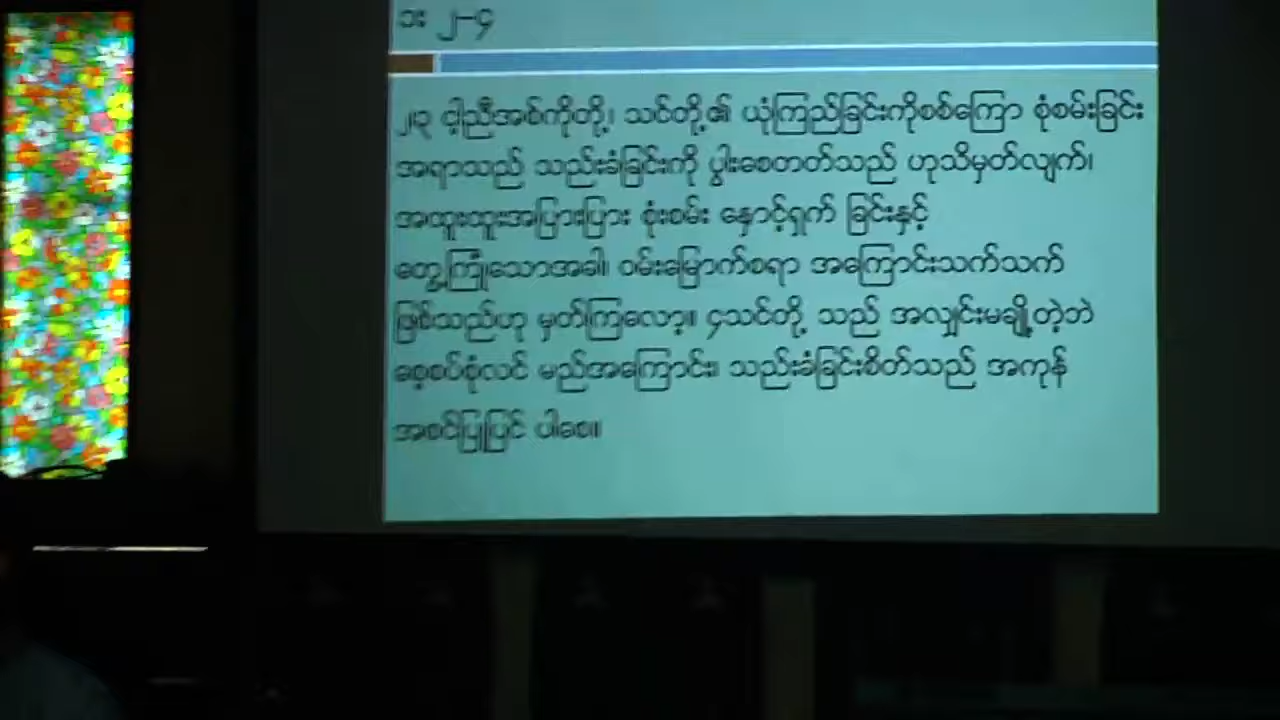 ၁း ၂-၄
၂၊၃ ငါ့ညီအစ်ကိုတို့၊ သင်တို့၏ ယုံကြည်ခြင်းကိုစစ်ကြော စုံစမ်းခြင်း
အရာသည် သည်းခံခြင်းကို ပွါးစေတတ်သည် ဟုသိမှတ်လျက်၊
အထူးထူးအပြားပြား စုံးစမ်း နှောင့်ရှက် ခြင်းနှင့်
တွေ့ကြုံသောအခါ၊ ဝမ်းမြောက်စရာ အကြောင်းသက်သက်
ဖြစ်သည်ဟု မှတ်ကြလော့။ ၄သင်တို့ သည် အလျှင်းမချို့တဲ့ဘဲ
စေ့စပ်စုံလင် မည်အကြောင်း၊ သည်းခံခြင်းစိတ်သည် အကုန်
အစင်ပြုပြင် ပါစေ။